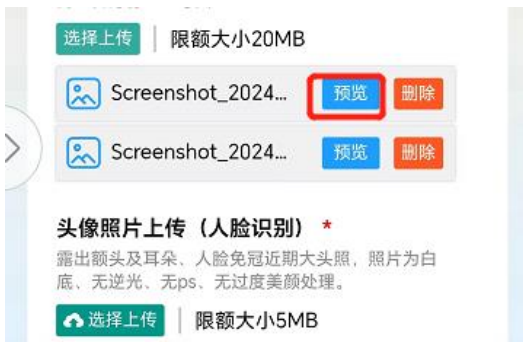 选择上传 限额大小20MB
Screenshot_2024... 预览 删除
Screenshot_2024... 预览 删除
头像照片上传（人脸识别） *
露出额头及耳朵、人脸免冠近期大头照，照片为白
底、无逆光、无ps、无过度美颜处理。
选择上传 限额大小5MB